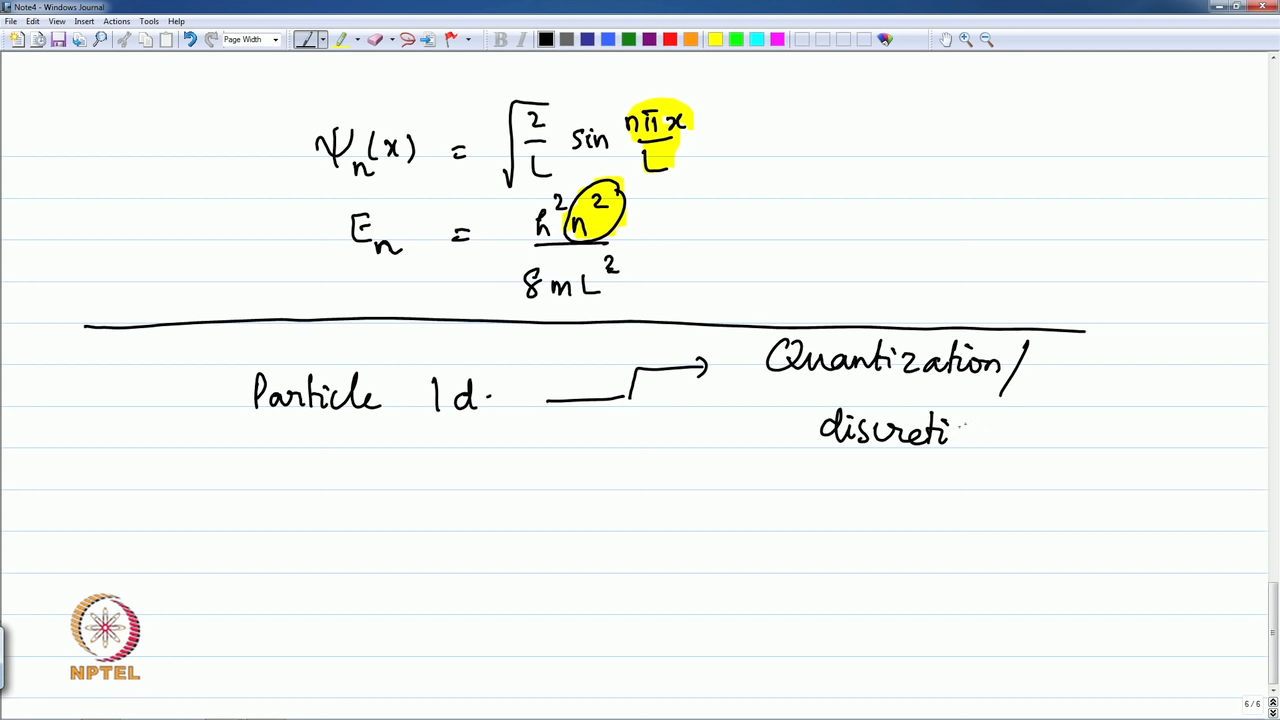 Note4 - Windows Journal
File Edit View Insert Actions Tools Help
Page Width
ψn(x) = √(2/L) sin nπx/L
En = h²n²/8mL²
Particle 1d. → Quantization/
discreti
NPTEL
6/6